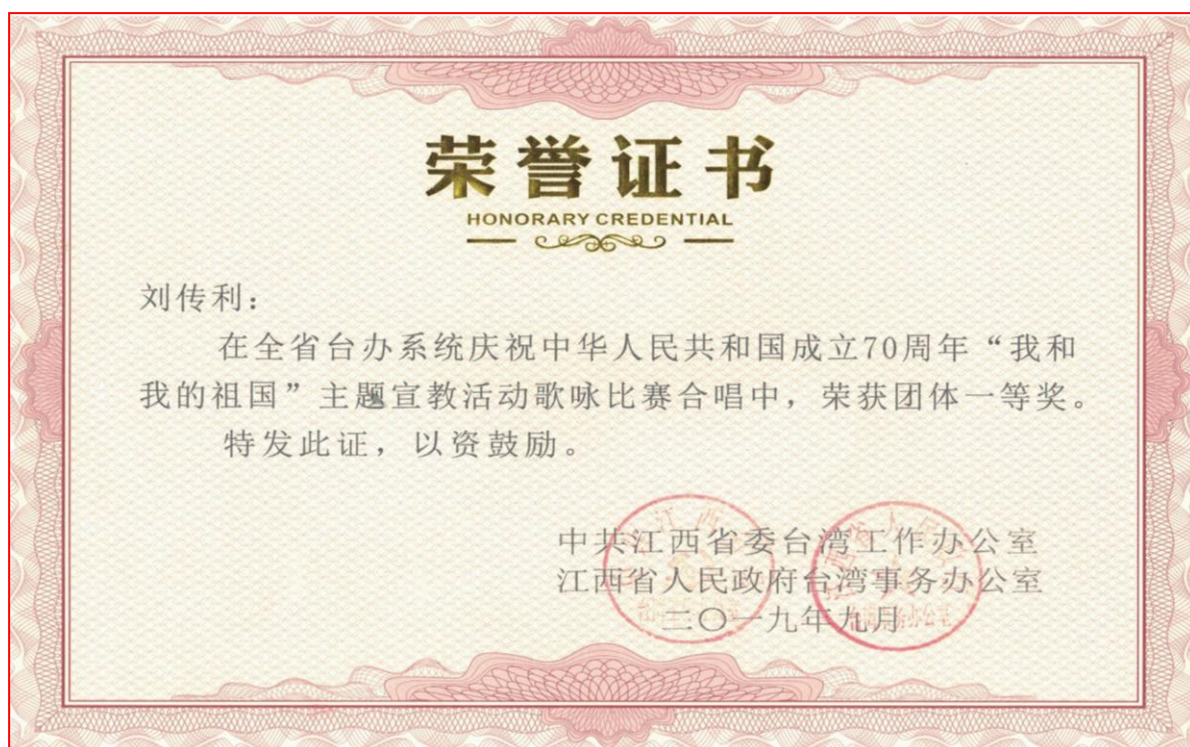 荣誉证书
HONORARY CREDENTIAL
刘传利：
在全省台办系统庆祝中华人民共和国成立70周年“我和
我的祖国”主题宣教活动歌咏比赛合唱中，荣获团体一等奖。
特发此证，以资鼓励。
中共江西省委台湾工作办公室
江西省人民政府台湾事务办公室
二〇一九年九月